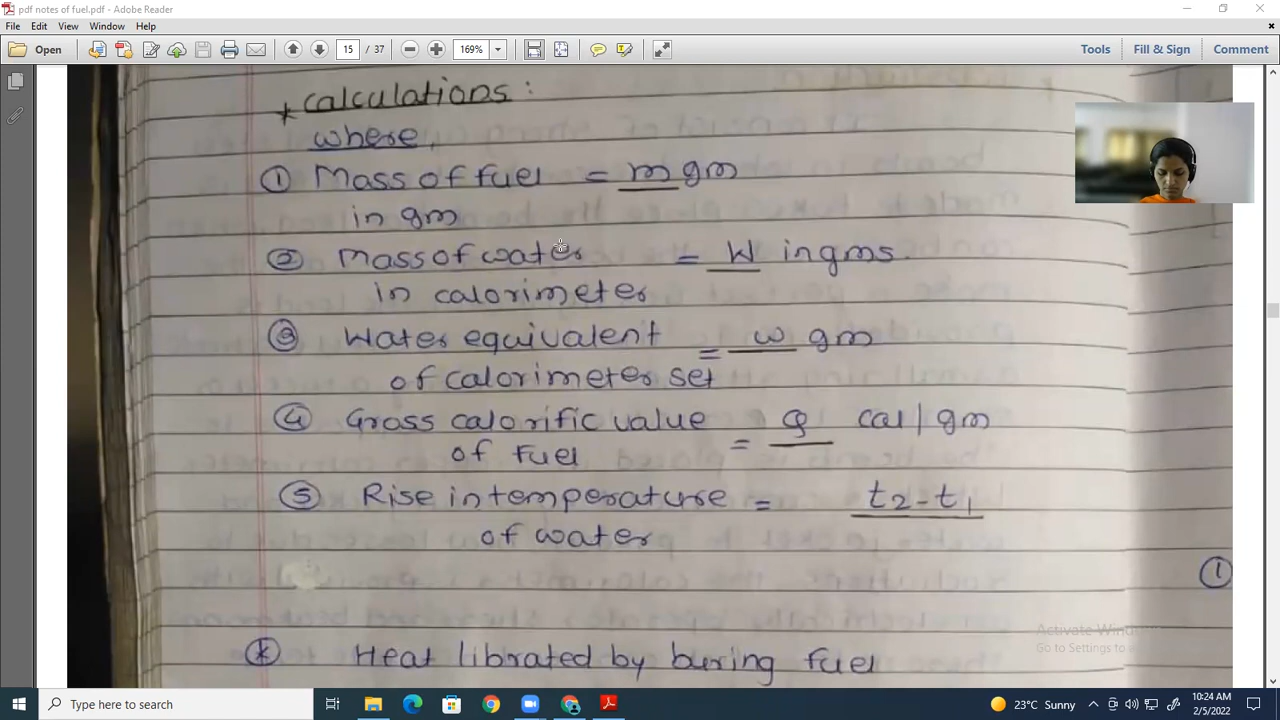 pdf notes of fuel.pdf - Adobe Reader
File Edit View Window Help
Open 15 / 37 169% Tools Fill & Sign Comment
* Calculations:
where,
① Mass of fuel = m gm
in gm
② Mass of water = W in gms.
in calorimeter
③ Water equivalent = w gm
of calorimeter set
④ Gross calorific value = Q cal/gm
of fuel
⑤ Rise in temperature = t2-t1
of water
①
* Heat librated by buring fuel
Activate Windows
Go to Settings to
Type here to search
23°C Sunny
10:24 AM
2/5/2022